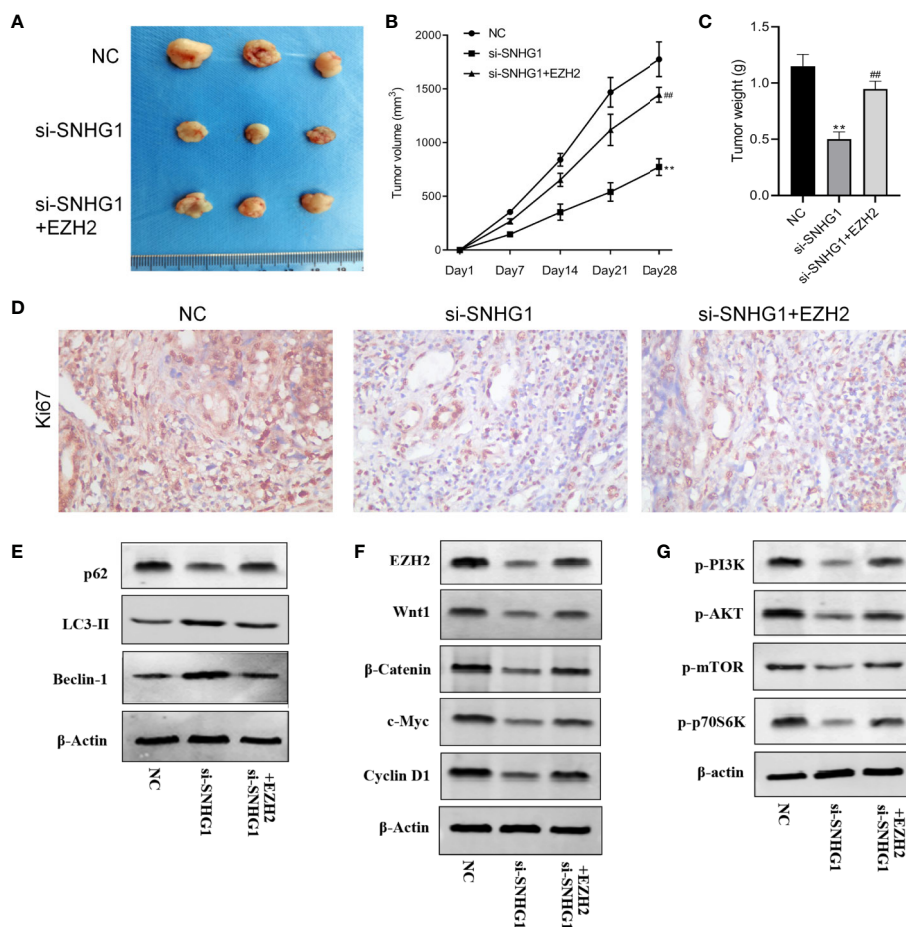 A
NC
si-SNHG1
si-SNHG1
+EZH2
B
2000
1500
1000
500
0
Tumor volume (mm³)
NC
si-SNHG1
si-SNHG1+EZH2
##
**
Day1
Day7
Day14
Day21
Day28
C
1.5
1.0
0.5
0.0
Tumor weight (g)
**
##
NC
si-SNHG1
si-SNHG1+EZH2
D
NC
si-SNHG1
si-SNHG1+EZH2
Ki67
E
p62
LC3-II
Beclin-1
β-Actin
NC
si-SNHG1
+EZH2
si-SNHG1
F
EZH2
Wnt1
β-Catenin
c-Myc
Cyclin D1
β-Actin
NC
si-SNHG1
+EZH2
si-SNHG1
G
p-PI3K
p-AKT
p-mTOR
p-p70S6K
β-actin
NC
si-SNHG1
+EZH2
si-SNHG1